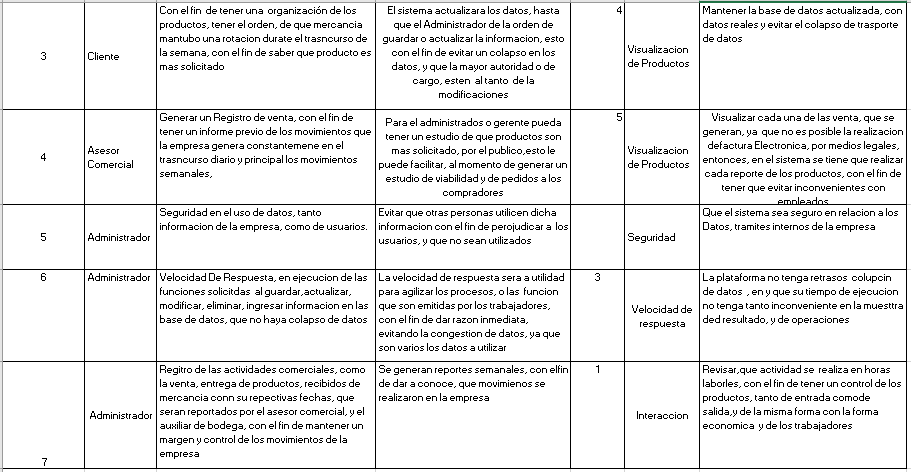 3
Cliente
Con el fin de tener una organización de los
productos, tener el orden, de que mercancia
mantubo una rotacion durate el trasncurso de
la semana, con el fin de saber que producto es
mas solicitado
El sistema actualizara los datos, hasta
que el Administrador de la orden de
guardar o actualizar la informacion, esto
con el fin de evitar un colapso en los
datos, y que la mayor autoridad o de
cargo, esten al tanto de la
modificaciones
4
Visualizacion
de Productos
Mantener la base de datos actualizada, con
datos reales y evitar el colapso de trasporte
de datos
4
Asesor
Comercial
Generar un Registro de venta, con el fin de
tener un informe previo de los movimientos que
la empresa genera constantemene en el
trascurso diario y principal los movimientos
semanales,
Para el administrados o gerente pueda
tener un estudio de que productos son
mas solicitado, por el publico,esto le
puede facilitar, al momento de generar un
estudio de viabilidad y de pedidos a los
compradores
5
Visualizacion
de Productos
Visualizar cada una de las venta, que se
generan, ya que no es posible la realizacion
defactura Electronica, por medios legales,
entonces, en el sistema se tiene que realizar
cada reporte de los productos, con el fin de
tener que evitar inconvenientes con
empleados
5
Administrador
Seguridad en el uso de datos, tanto
informacion de la empresa, como de usuarios.
Evitar que otras personas utilicen dicha
informacion con el fin de perojudicar a los
usuarios, y que no sean utilizados
Seguridad
Que el sistema sea seguro en relacion a los
Datos, tramites internos de la empresa
6
Administrador
Velocidad De Respuesta, en ejecucion de las
funciones solicitdas al guardar,actualizar,
modificar, eliminar, ingresar informacion en las
base de datos, que no haya colapso de datos
La velocidad de respuesta sera a utilidad
para agilizar los procesos, o las funcion
que son emitidas por los trabajadores,
con el fin de dar razon inmediata,
evitando la congestion de datos, ya que
son varios los datos a utilizar
3
Velocidad de
respuesta
La plataforma no tenga retrasos colupcin
de datos , en y que su tiempo de ejecucion
no tenga tanto inconveniente en la muesttra
ded resultado, y de operaciones
7
Administrador
Regitro de las actividades comerciales, como
la venta, entrega de productos, recibidos de
mercancia conn su repectivas fechas, que
seran reportados por el asesor comercial, y el
auxiliar de bodega, con el fin de mantener un
margen y control de los movimientos de la
empresa
Se generan reportes semanales, con elfin
de dar a conoce, que movimienos se
realizaron en la empresa
1
Interaccion
Revisar,que actividad se realiza en horas
laborles, con el fin de tener un control de los
productos, tanto de entrada comode
salida,y de la misma forma con la forma
economica y de los trabajadores